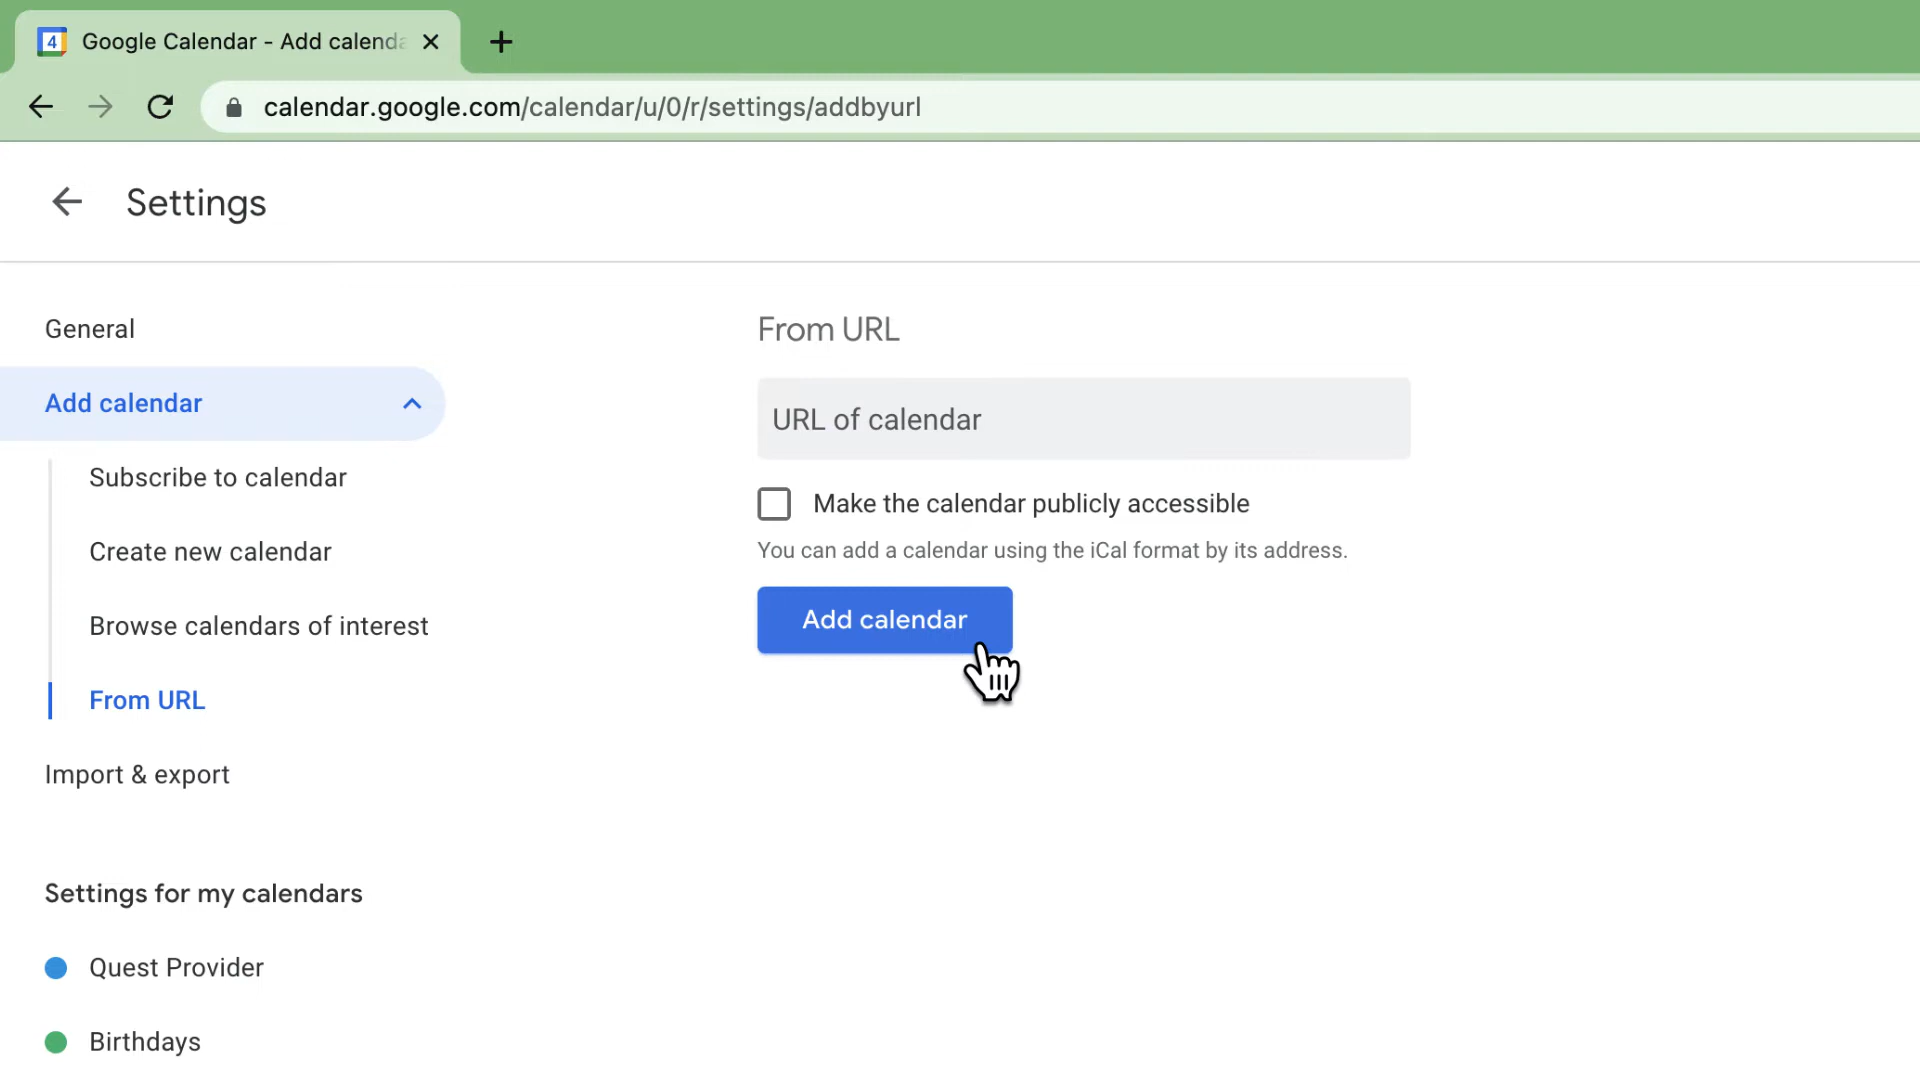 4 Google Calendar - Add calenda
calendar.google.com/calendar/u/0/r/settings/addbyurl
Settings
General
Add calendar
Subscribe to calendar
Create new calendar
Browse calendars of interest
From URL
Import & export
Settings for my calendars
Quest Provider
Birthdays
From URL
URL of calendar
Make the calendar publicly accessible
You can add a calendar using the iCal format by its address.
Add calendar